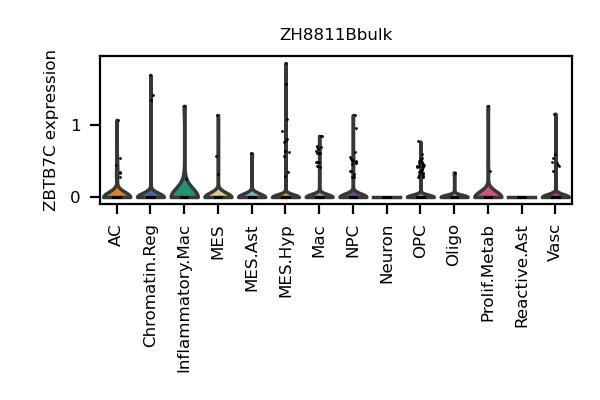 ZH8811Bbulk
ZBTB7C expression
1
0
AC
Chromatin.Reg
Inflammatory.Mac
MES
MES.Ast
MES.Hyp
Mac
NPC
Neuron
OPC
Oligo
Prolif.Metab
Reactive.Ast
Vasc